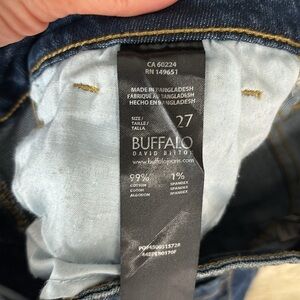 CA 60224
RN 149651
MADE IN BANGLADESH
FABRIQUÉ AU BANGLADESH
HECHO EN BANGLADESH
SIZE/
TAILLE/
TALLA
27
BUFFALO
DAVID BITTON
www.buffalojeans.com
99% 1%
COTTON SPANDEX
COTON SPANDEX
ALGODON SPANDEX